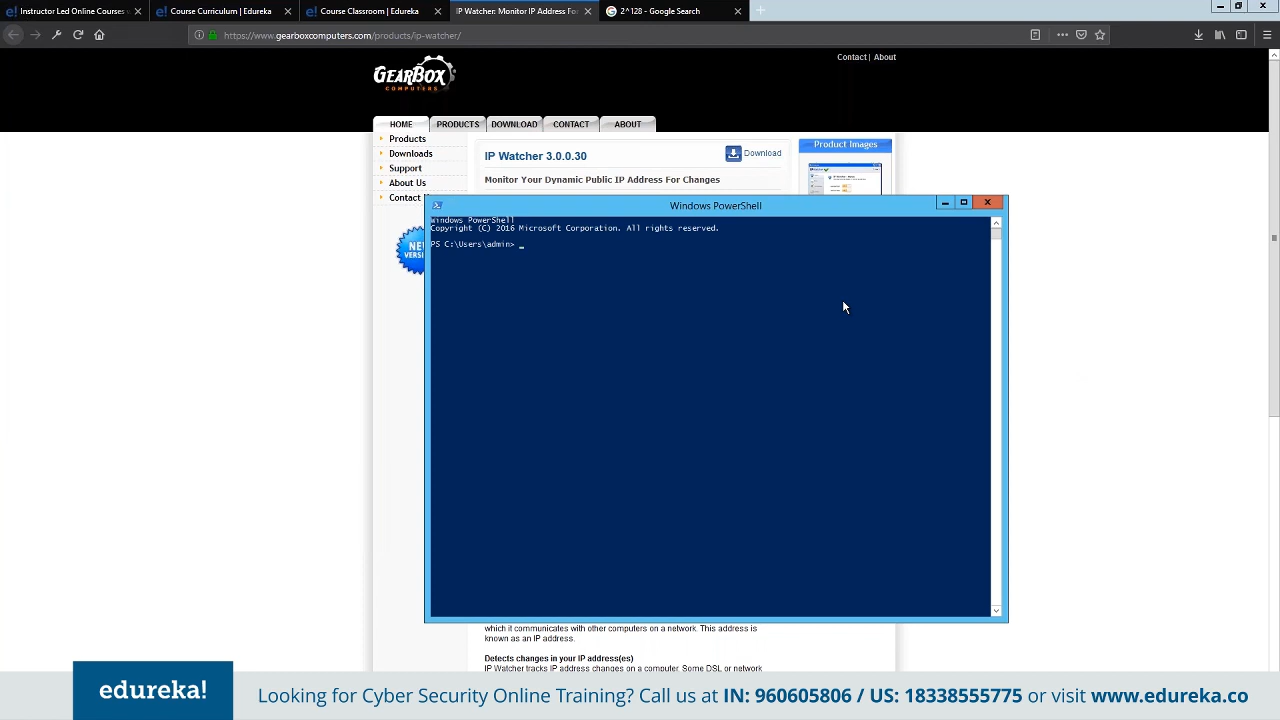 Instructor Led Online Courses w
Course Curriculum | Edureka
Course Classroom | Edureka
IP Watcher: Monitor IP Address For
2^128 - Google Search
https://www.gearboxcomputers.com/products/ip-watcher/
Contact | About
GEARBOX
COMPUTERS
HOME
PRODUCTS
DOWNLOAD
CONTACT
ABOUT
Products
Downloads
Support
About Us
Contact
IP Watcher 3.0.0.30
Download
Monitor Your Dynamic Public IP Address For Changes
Product Images
NEW
VERSI
Windows PowerShell
Windows PowerShell
Copyright (C) 2016 Microsoft Corporation. All rights reserved.
PS C:\Users\admin> _
which it communicates with other computers on a network. This address is
known as an IP address.
Detects changes in your IP address(es)
IP Watcher tracks IP address changes on a computer. Some DSL or network
edureka!
Looking for Cyber Security Online Training? Call us at IN: 960605806 / US: 18338555775 or visit www.edureka.co